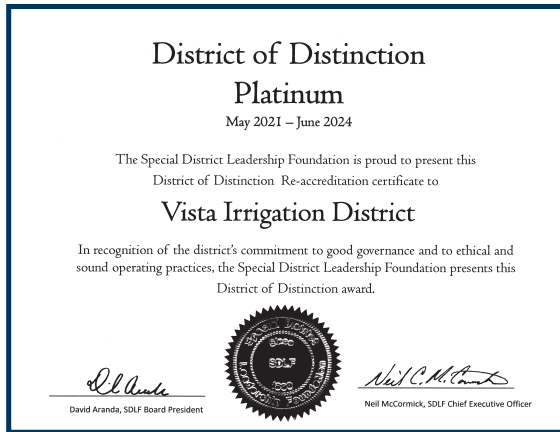 District of Distinction
Platinum
May 2021 – June 2024
The Special District Leadership Foundation is proud to present this
District of Distinction Re-accreditation certificate to
Vista Irrigation District
In recognition of the district's commitment to good governance and to ethical and
sound operating practices, the Special District Leadership Foundation presents this
District of Distinction award.
SDLF
David Aranda, SDLF Board President
Neil C. McCormick
Neil McCormick, SDLF Chief Executive Officer